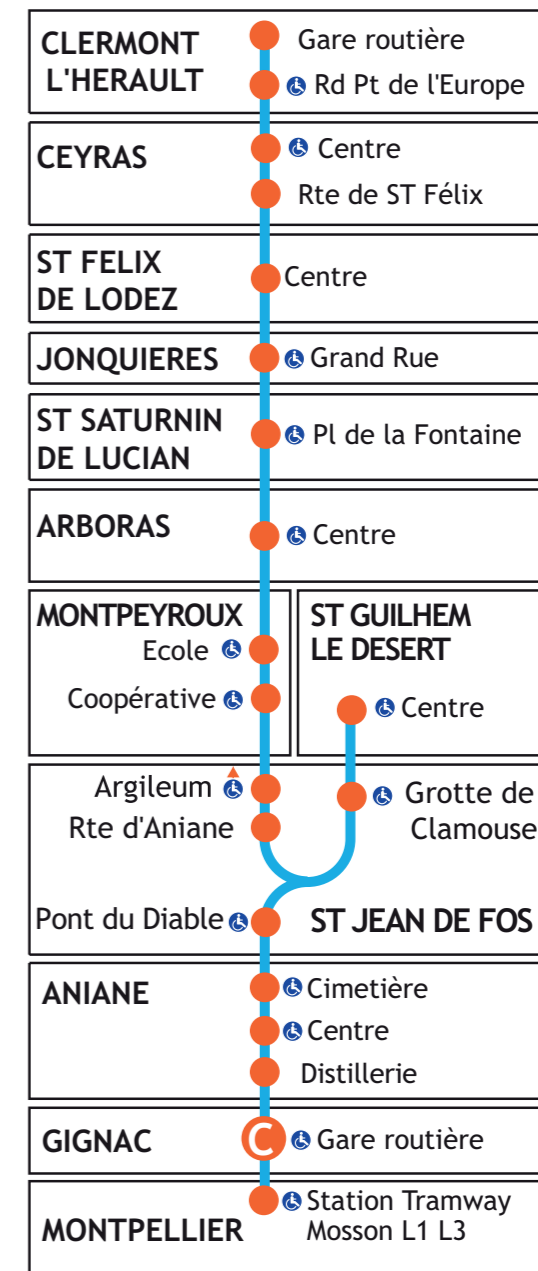 CLERMONT
L'HERAULT
Gare routière
Rd Pt de l'Europe
CEYRAS
Centre
Rte de ST Félix
ST FELIX
DE LODEZ
Centre
JONQUIERES
Grand Rue
ST SATURNIN
DE LUCIAN
Pl de la Fontaine
ARBORAS
Centre
MONTPEYROUX
Ecole
Coopérative
ST GUILHEM
LE DESERT
Centre
Argileum
Rte d'Aniane
Grotte de
Clamouse
Pont du Diable
ST JEAN DE FOS
ANIANE
Cimetière
Centre
Distillerie
GIGNAC
C
Gare routière
MONTPELLIER
Station Tramway
Mosson L1 L3